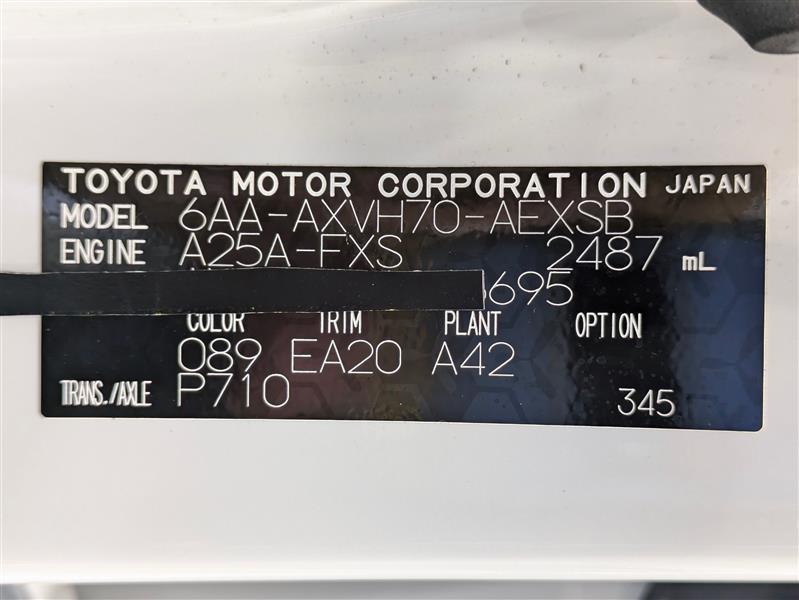 TOYOTA MOTOR CORPORATION JAPAN
MODEL 6AA-AXVH70-AEXSB
ENGINE A25A-FXS 2487 mL
695
COLOR TRIM PLANT OPTION
089 EA20 A42
TRANS./AXLE P710 345